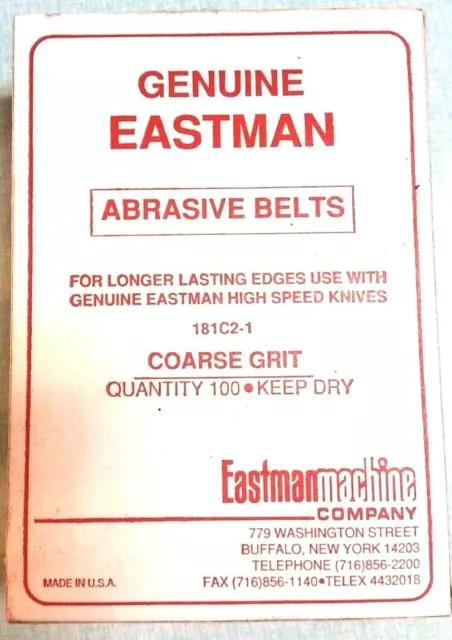 GENUINE
EASTMAN
ABRASIVE BELTS
FOR LONGER LASTING EDGES USE WITH
GENUINE EASTMAN HIGH SPEED KNIVES
181C2-1
COARSE GRIT
QUANTITY 100 • KEEP DRY
Eastmanmachine
COMPANY
779 WASHINGTON STREET
BUFFALO, NEW YORK 14203
TELEPHONE (716)856-2200
MADE IN U.S.A. FAX (716)856-1140 • TELEX 4432018